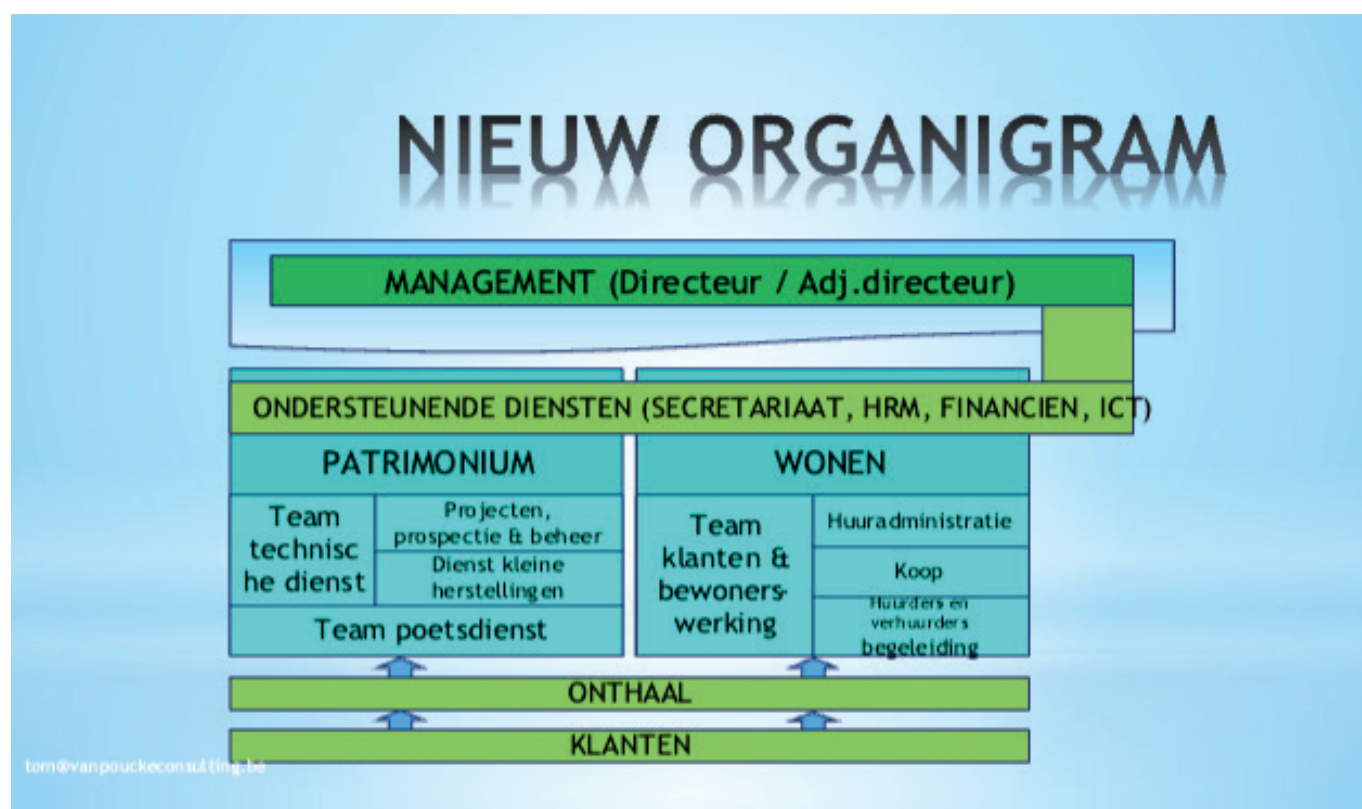 NIEUW ORGANIGRAM
MANAGEMENT (Directeur / Adj.directeur)
ONDERSTEUNENDE DIENSTEN (SECRETARIAAT, HRM, FINANCIEN, ICT)
PATRIMONIUM
Team
technisc
he dienst
Projecten,
prospectie & beheer
Dienst kleine
herstellingen
Team poetsdienst
WONEN
Team
klanten &
bewoners-
werking
Huuradministratie
Koop
Huurders en
verhuurders
begeleiding
ONTHAAL
KLANTEN
tom@vanpouckeconsulting.be